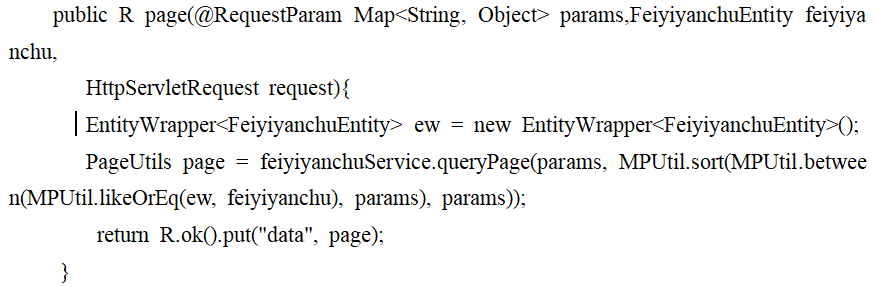 public R page(@RequestParam Map<String, Object> params,FeiyiyanchuEntity feiyiya
nchu,
HttpServletRequest request){
EntityWrapper<FeiyiyanchuEntity> ew = new EntityWrapper<FeiyiyanchuEntity>();
PageUtils page = feiyiyanchuService.queryPage(params, MPUtil.sort(MPUtil.betwee
n(MPUtil.likeOrEq(ew, feiyiyanchu), params), params));
return R.ok().put("data", page);
}